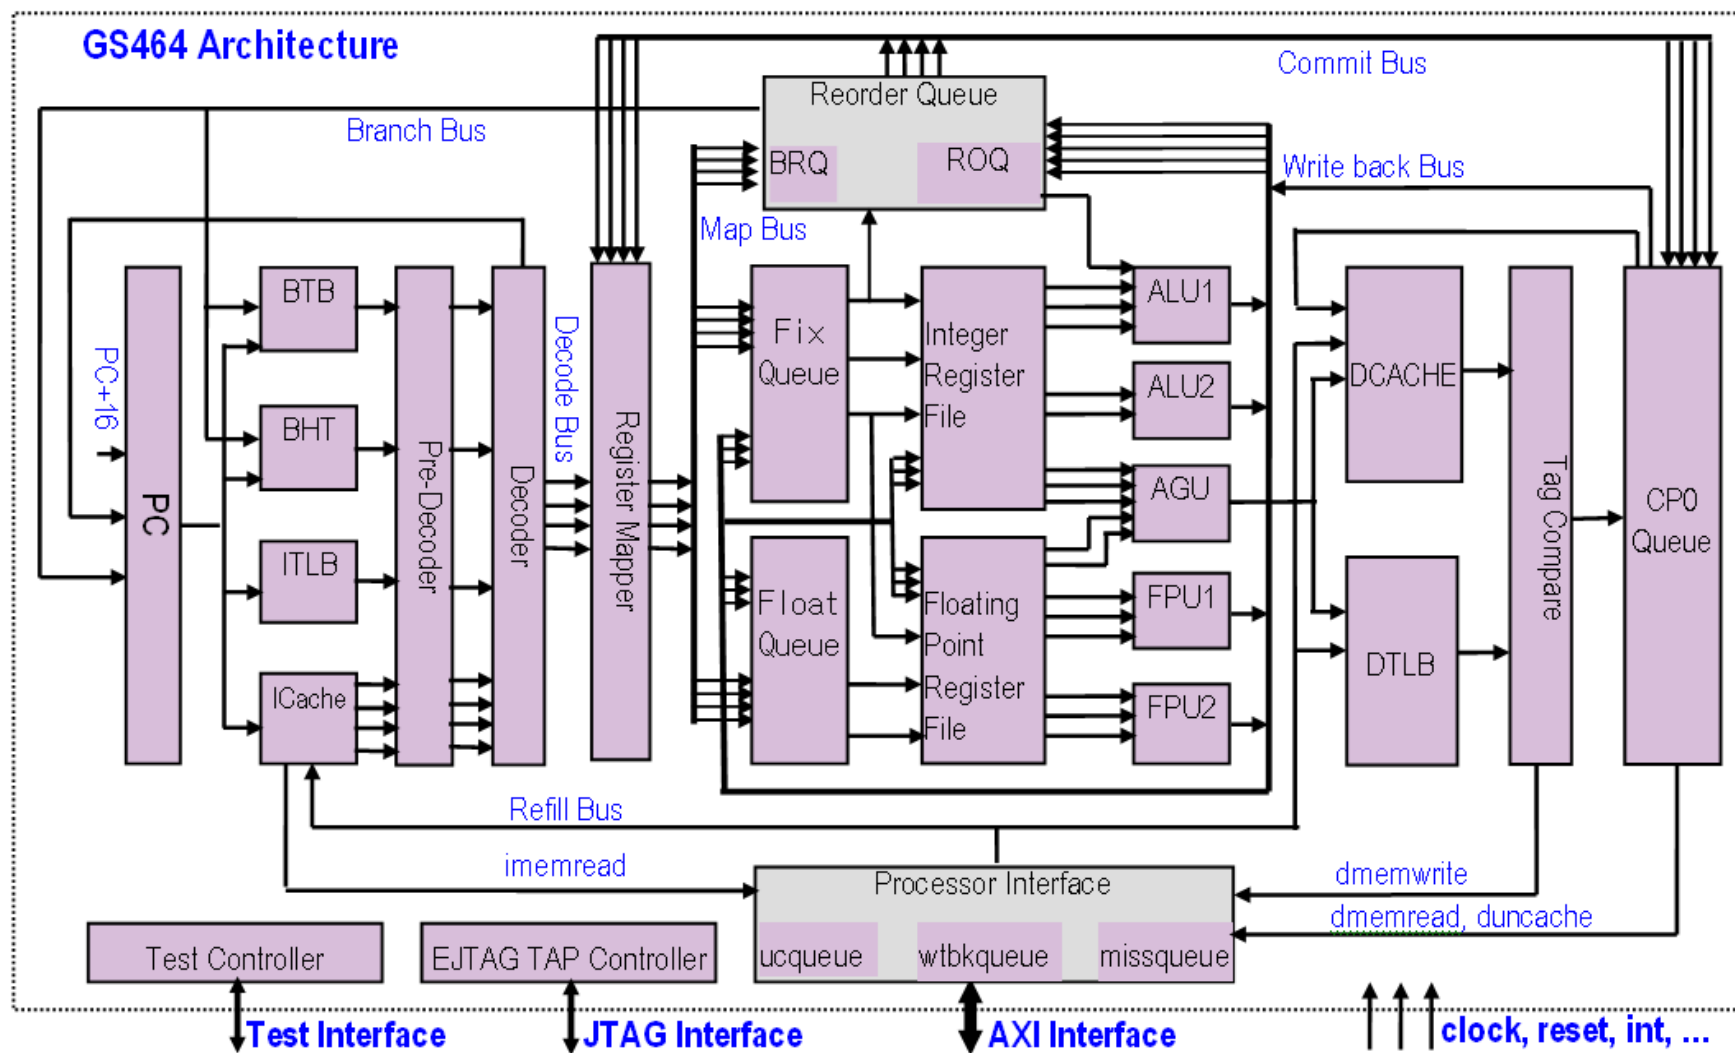 GS464 Architecture
Commit Bus
Reorder Queue
Branch Bus
BRQ
ROQ
Write back Bus
Map Bus
PC+16
PC
BTB
BHT
ITLB
ICache
Pre-Decoder
Decoder
Decode Bus
Register Mapper
Fix
Queue
Float
Queue
Integer
Register
File
Floating
Point
Register
File
ALU1
ALU2
AGU
FPU1
FPU2
DCACHE
DTLB
Tag Compare
CP0
Queue
Refill Bus
imemread
Processor Interface
dmemwrite
dmemread, duncache
ucqueue
wtbkqueue
missqueue
Test Controller
EJTAG TAP Controller
Test Interface
JTAG Interface
AXI Interface
clock, reset, int, ...